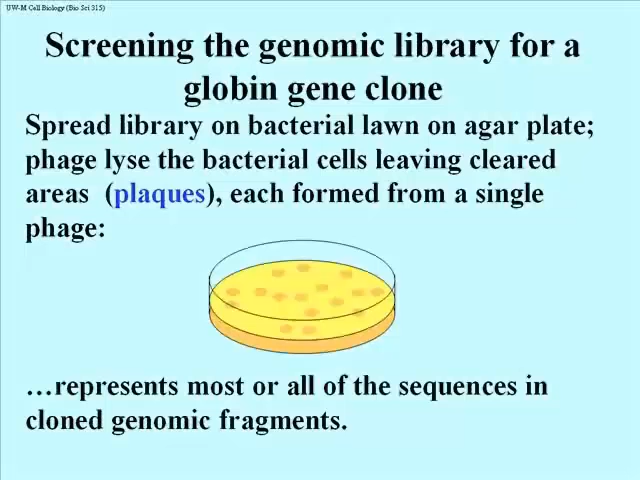 UW-M Cell Biology (Bio Sci 315)
Screening the genomic library for a
globin gene clone
Spread library on bacterial lawn on agar plate;
phage lyse the bacterial cells leaving cleared
areas (plaques), each formed from a single
phage:
…represents most or all of the sequences in
cloned genomic fragments.